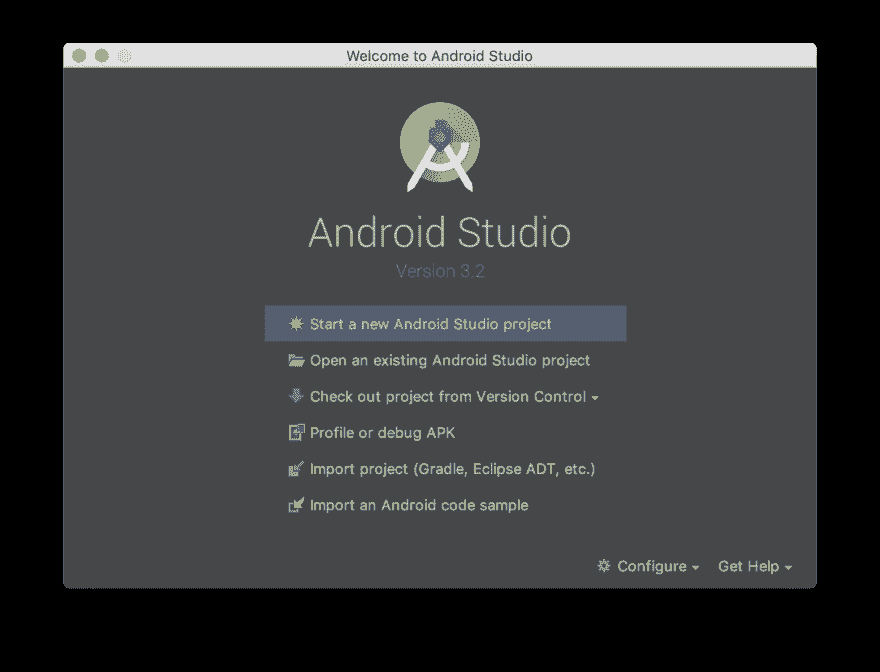 Welcome to Android Studio
Android Studio
Version 3.2
Start a new Android Studio project
Open an existing Android Studio project
Check out project from Version Control
Profile or debug APK
Import project (Gradle, Eclipse ADT, etc.)
Import an Android code sample
Configure Get Help